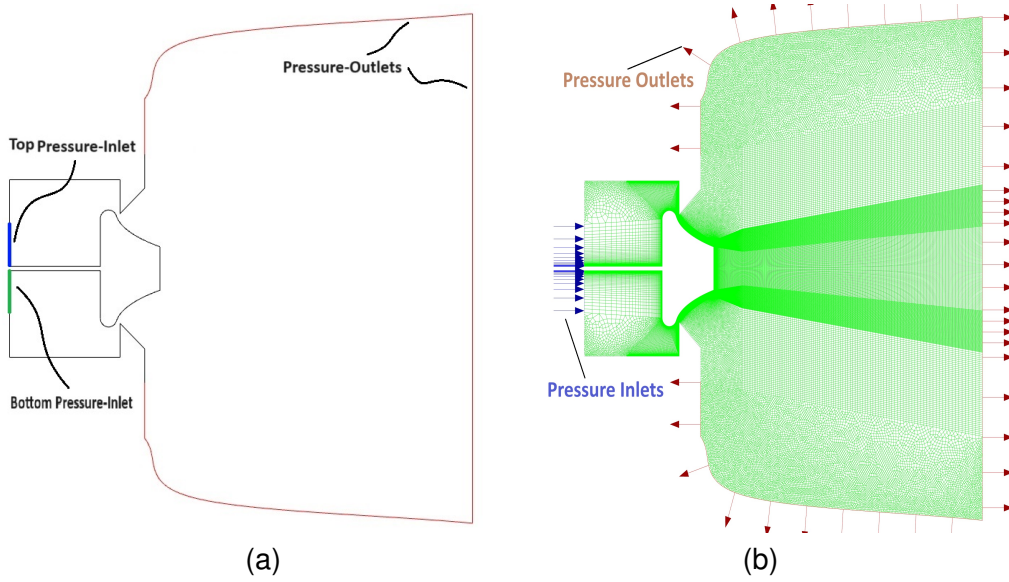 Pressure-Outlets
Top Pressure-Inlet
Bottom Pressure-Inlet
(a)
Pressure Outlets
Pressure Inlets
(b)